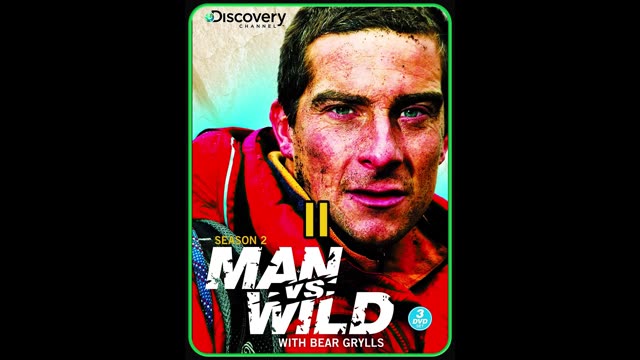 Discovery
CHANNEL
II
SEASON 2
MAN
VS.
WILD
WITH BEAR GRYLLS
3
DVD